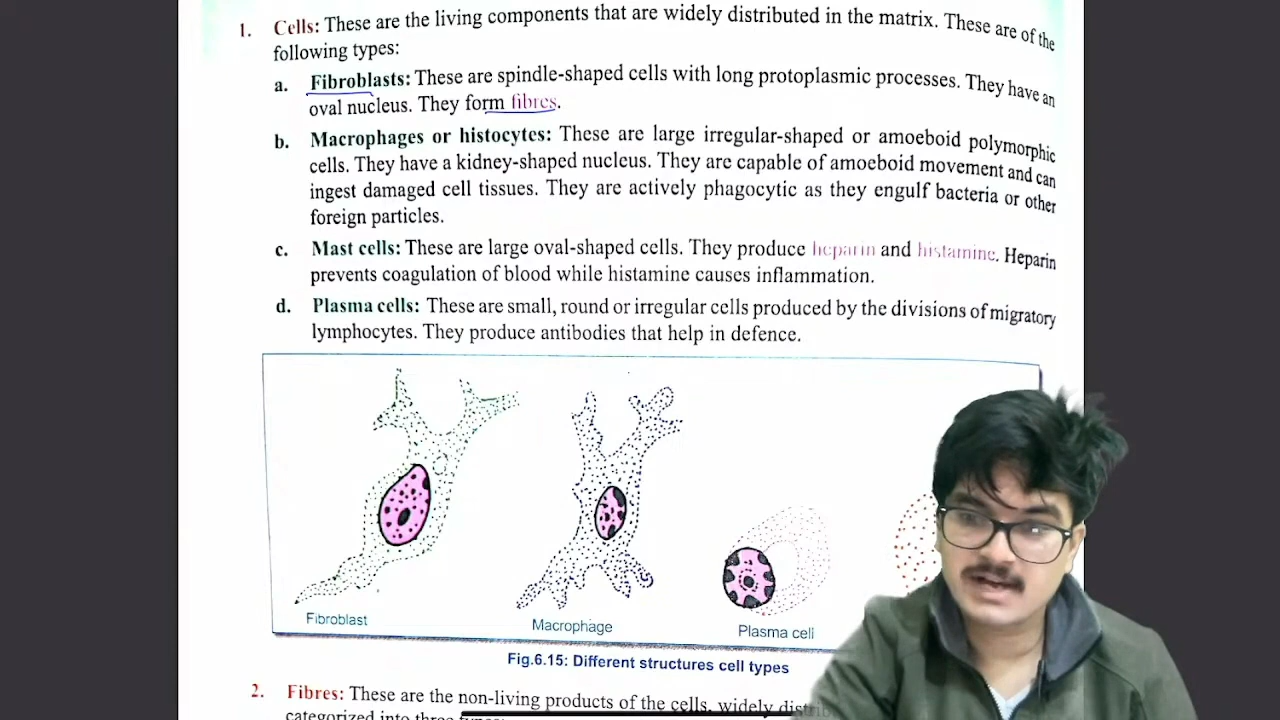 1. Cells: These are the living components that are widely distributed in the matrix. These are of the
following types:
a. Fibroblasts: These are spindle-shaped cells with long protoplasmic processes. They have an
oval nucleus. They form fibres.
b. Macrophages or histocytes: These are large irregular-shaped or amoeboid polymorphic
cells. They have a kidney-shaped nucleus. They are capable of amoeboid movement and can
ingest damaged cell tissues. They are actively phagocytic as they engulf bacteria or other
foreign particles.
c. Mast cells: These are large oval-shaped cells. They produce heparin and histamine. Heparin
prevents coagulation of blood while histamine causes inflammation.
d. Plasma cells: These are small, round or irregular cells produced by the divisions of migratory
lymphocytes. They produce antibodies that help in defence.
Fibroblast
Macrophage
Plasma cell
Fig.6.15: Different structures cell types
2. Fibres: These are the non-living products of the cells, widely
categorized into three